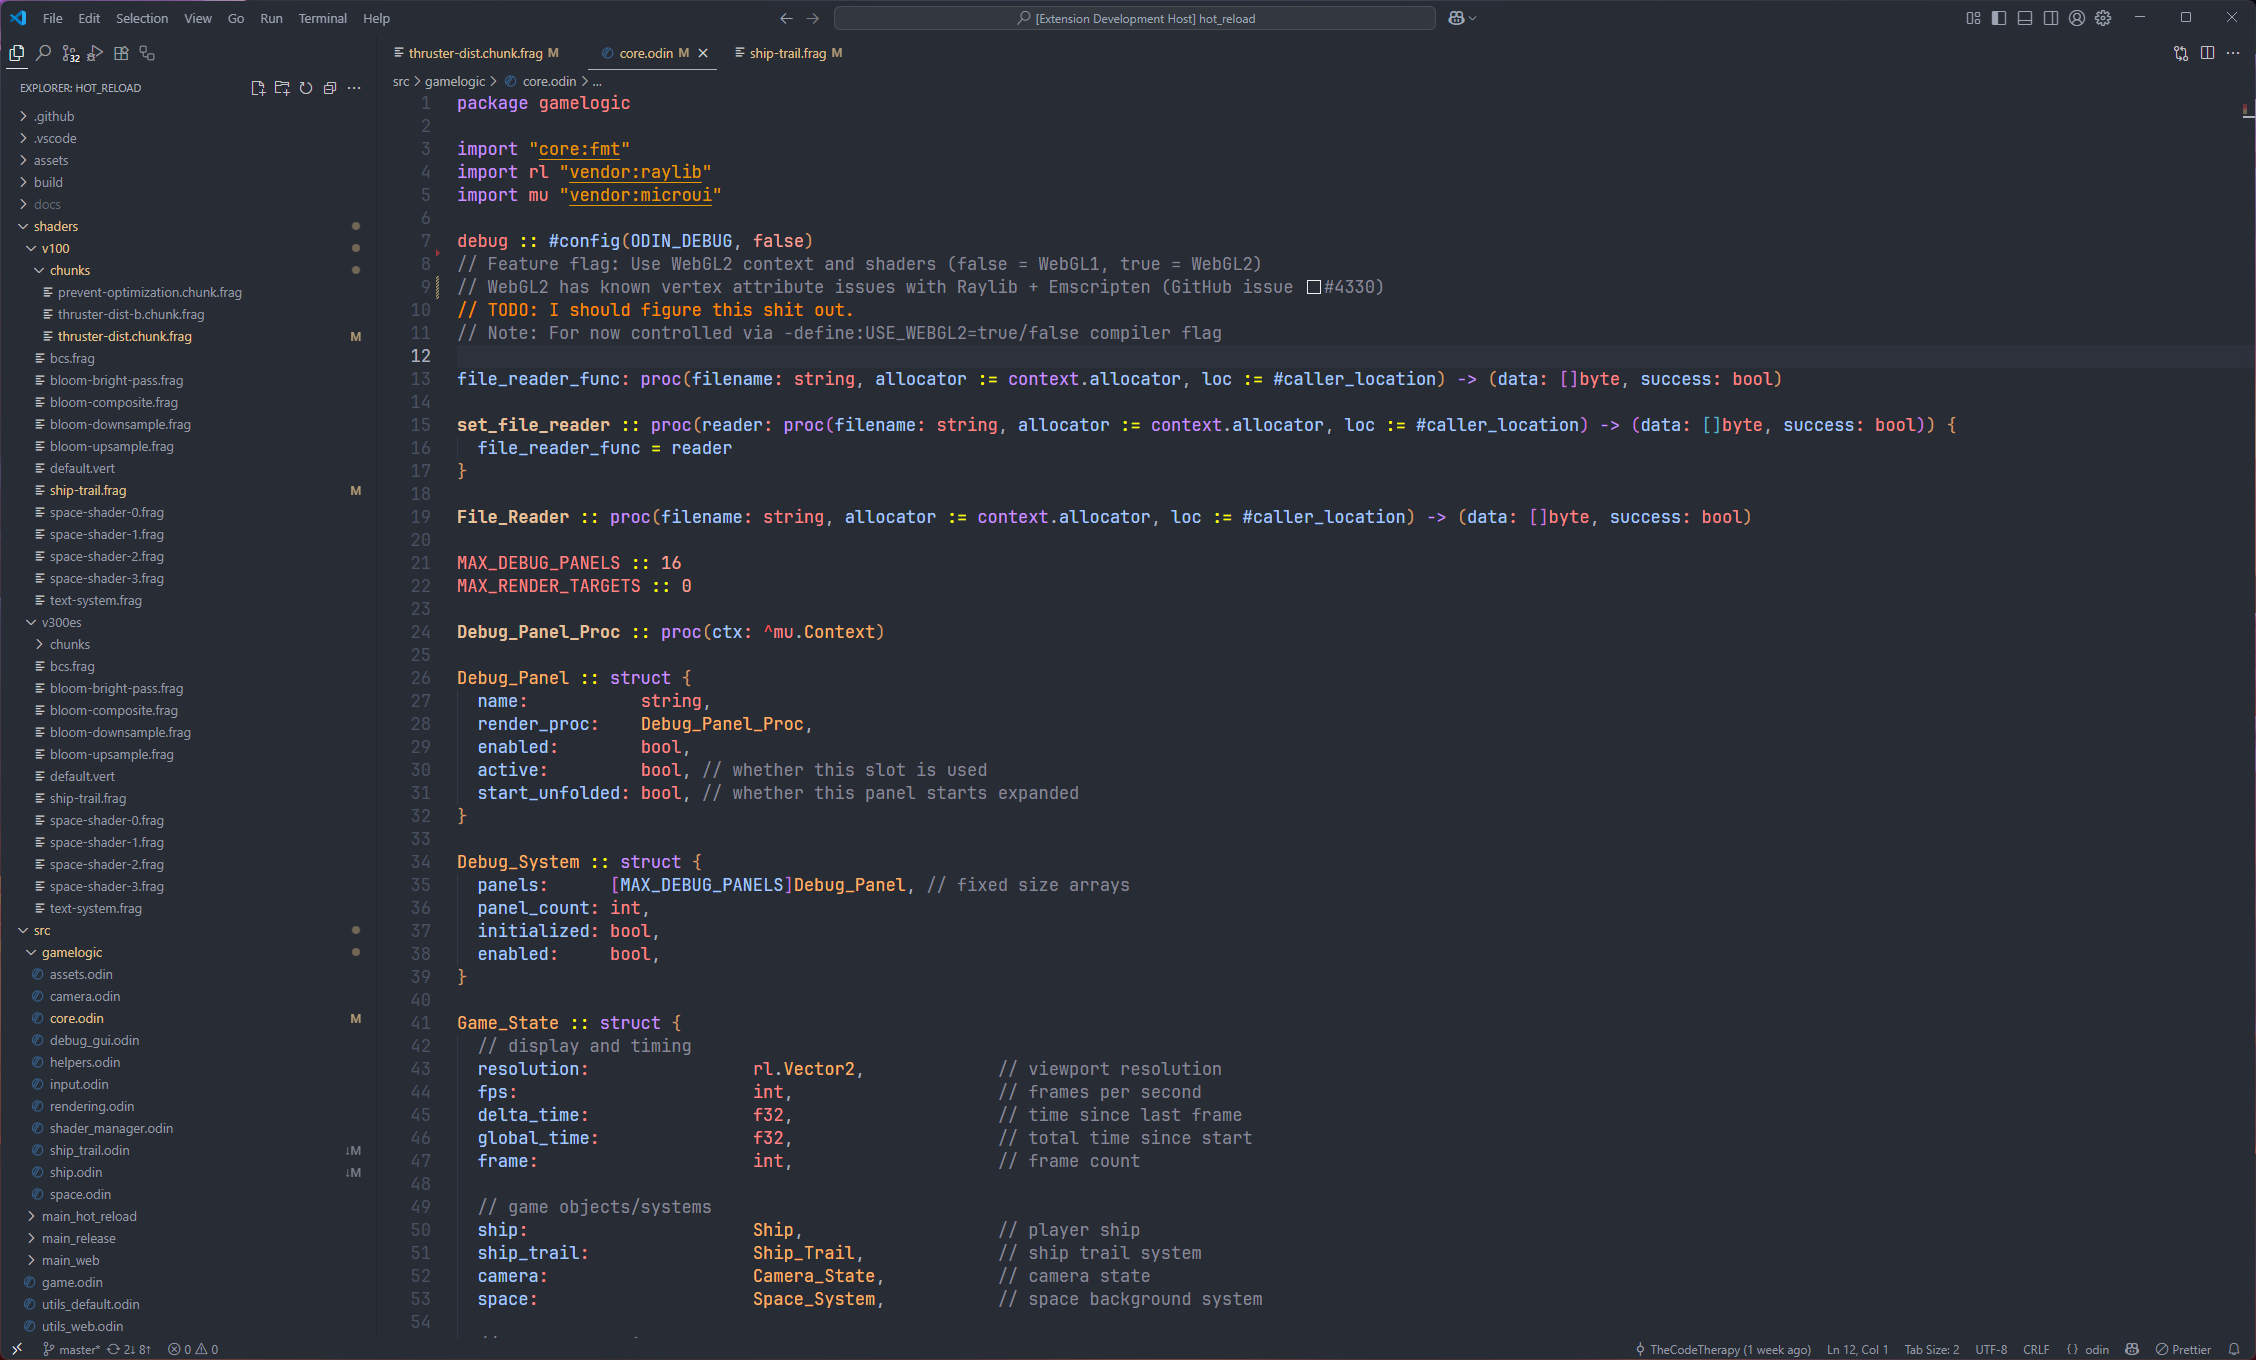 File Edit Selection View Go Run Terminal Help
[Extension Development Host] hot_reload
32
EXPLORER: HOT_RELOAD
.github
.vscode
assets
build
docs
shaders
v100
chunks
prevent-optimization.chunk.frag
thruster-dist-b.chunk.frag
thruster-dist.chunk.frag M
bcs.frag
bloom-bright-pass.frag
bloom-composite.frag
bloom-downsample.frag
bloom-upsample.frag
default.vert
ship-trail.frag M
space-shader-0.frag
space-shader-1.frag
space-shader-2.frag
space-shader-3.frag
text-system.frag
v300es
chunks
bcs.frag
bloom-bright-pass.frag
bloom-composite.frag
bloom-downsample.frag
bloom-upsample.frag
default.vert
ship-trail.frag
space-shader-0.frag
space-shader-1.frag
space-shader-2.frag
space-shader-3.frag
text-system.frag
src
gamelogic
assets.odin
camera.odin
core.odin M
debug_gui.odin
helpers.odin
input.odin
rendering.odin
shader_manager.odin
ship_trail.odin ↓M
ship.odin ↓M
space.odin
main_hot_reload
main_release
main_web
game.odin
utils_default.odin
utils_web.odin
thruster-dist.chunk.frag M core.odin M ship-trail.frag M
src > gamelogic > core.odin > ...
1 package gamelogic
2
3 import "core:fmt"
4 import rl "vendor:raylib"
5 import mu "vendor:microui"
6
7 debug :: #config(ODIN_DEBUG, false)
8 // Feature flag: Use WebGL2 context and shaders (false = WebGL1, true = WebGL2)
9 // WebGL2 has known vertex attribute issues with Raylib + Emscripten (GitHub issue #4330)
10 // TODO: I should figure this shit out.
11 // Note: For now controlled via -define:USE_WEBGL2=true/false compiler flag
12
13 file_reader_func: proc(filename: string, allocator := context.allocator, loc := #caller_location) -> (data: []byte, success: bool)
14
15 set_file_reader :: proc(reader: proc(filename: string, allocator := context.allocator, loc := #caller_location) -> (data: []byte, success: bool)) {
16 file_reader_func = reader
17 }
18
19 File_Reader :: proc(filename: string, allocator := context.allocator, loc := #caller_location) -> (data: []byte, success: bool)
20
21 MAX_DEBUG_PANELS :: 16
22 MAX_RENDER_TARGETS :: 0
23
24 Debug_Panel_Proc :: proc(ctx: ^mu.Context)
25
26 Debug_Panel :: struct {
27 name: string,
28 render_proc: Debug_Panel_Proc,
29 enabled: bool,
30 active: bool, // whether this slot is used
31 start_unfolded: bool, // whether this panel starts expanded
32 }
33
34 Debug_System :: struct {
35 panels: [MAX_DEBUG_PANELS]Debug_Panel, // fixed size arrays
36 panel_count: int,
37 initialized: bool,
38 enabled: bool,
39 }
40
41 Game_State :: struct {
42 // display and timing
43 resolution: rl.Vector2, // viewport resolution
44 fps: int, // frames per second
45 delta_time: f32, // time since last frame
46 global_time: f32, // total time since start
47 frame: int, // frame count
48
49 // game objects/systems
50 ship: Ship, // player ship
51 ship_trail: Ship_Trail, // ship trail system
52 camera: Camera_State, // camera state
53 space: Space_System, // space background system
54
master* 2↓ 8↑ 0 0
TheCodeTherapy (1 week ago) Ln 12, Col 1 Tab Size: 2 UTF-8 CRLF {} odin Prettier